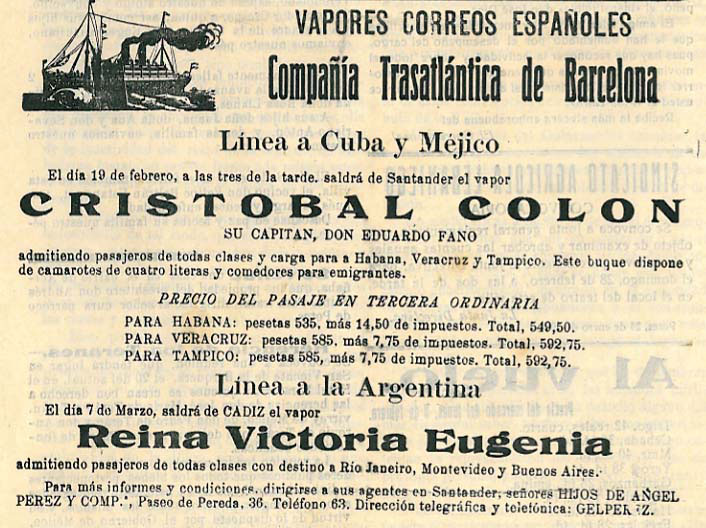 VAPORES CORREOS ESPAÑOLES
Compañía Trasatlántica de Barcelona
Línea a Cuba y Méjico
El día 19 de febrero, a las tres de la tarde, saldrá de Santander el vapor
CRISTOBAL COLON
SU CAPITAN, DON EDUARDO FANO
admitiendo pasajeros de todas clases y carga para a Habana, Veracruz y Tampico. Este buque dispone
de camarotes de cuatro literas y comedores para emigrantes.
PRECIO DEL PASAJE EN TERCERA ORDINARIA
PARA HABANA: pesetas 535, más 14,50 de impuestos. Total, 549,50.
PARA VERACRUZ: pesetas 585, más 7,75 de impuestos. Total, 592,75.
PARA TAMPICO: pesetas 585, más 7,75 de impuestos. Total, 592,75.
Línea a la Argentina
El día 7 de Marzo, saldrá de CADIZ el vapor
Reina Victoria Eugenia
admitiendo pasajeros de todas clases con destino a Río Janeiro, Montevideo y Buenos Aires.
Para más informes y condiciones, dirigirse a sus agentes en Santander, señores HIJOS DE ANGEL
PEREZ Y COMP.ª, Paseo de Pereda, 36. Teléfono 63. Dirección telegráfica y telefónica: GELPEREZ.